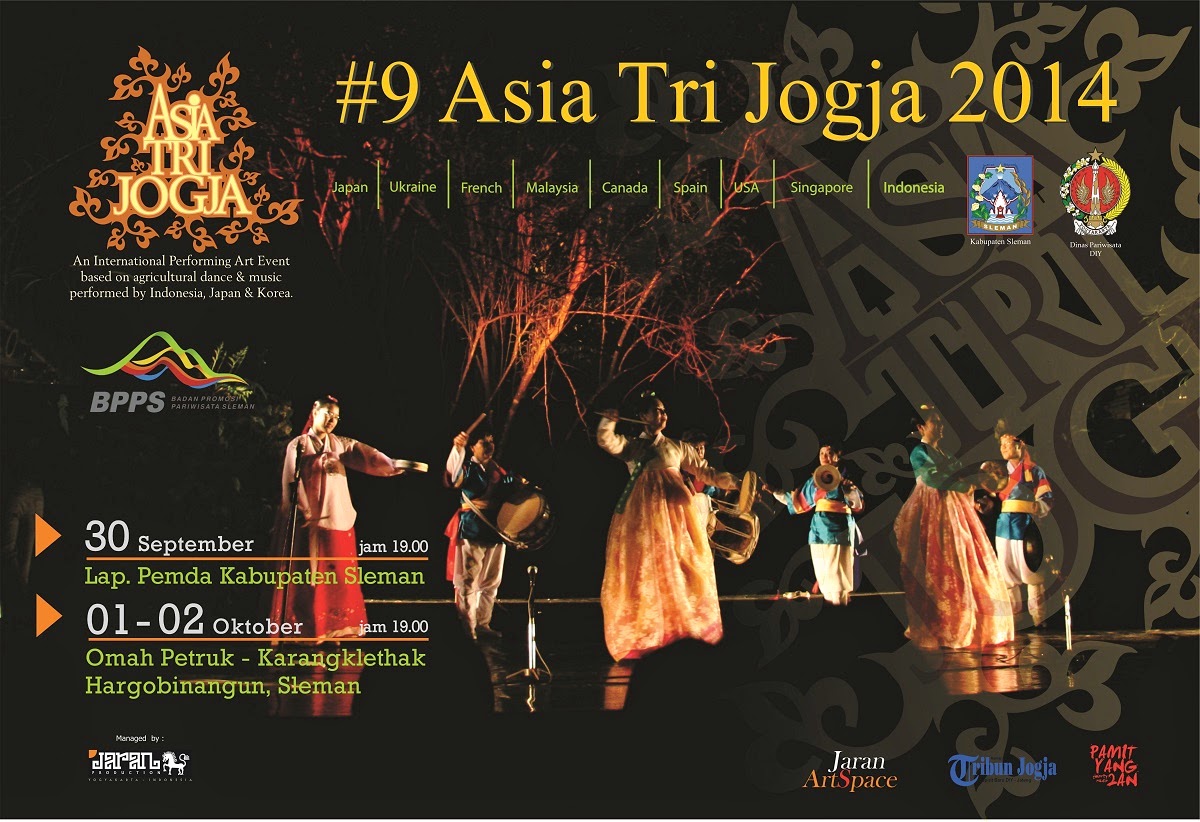 #9 Asia Tri Jogja 2014
ASIA
TRI
JOGJA
Japan
Ukraine
French
Malaysia
Canada
Spain
USA
Singapore
Indonesia
SLEMAN
Kabupaten Sleman
Dinas Pariwisata
DIY
An International Performing Art Event
based on agricultural dance & music
performed by Indonesia, Japan & Korea.
BPPS
BADAN PROMOSI
PARIWISATA SLEMAN
30 September jam 19.00
Lap. Pemda Kabupaten Sleman
01-02 Oktober jam 19.00
Omah Petruk - Karangklethak
Hargobinangun, Sleman
Managed by :
JARAN
PRODUCTION
YOGYAKARTA - INDONESIA
Jaran
ArtSpace
Tribun Jogja
PAMIT
YANG
2AN
ASIA
TRI
JOG